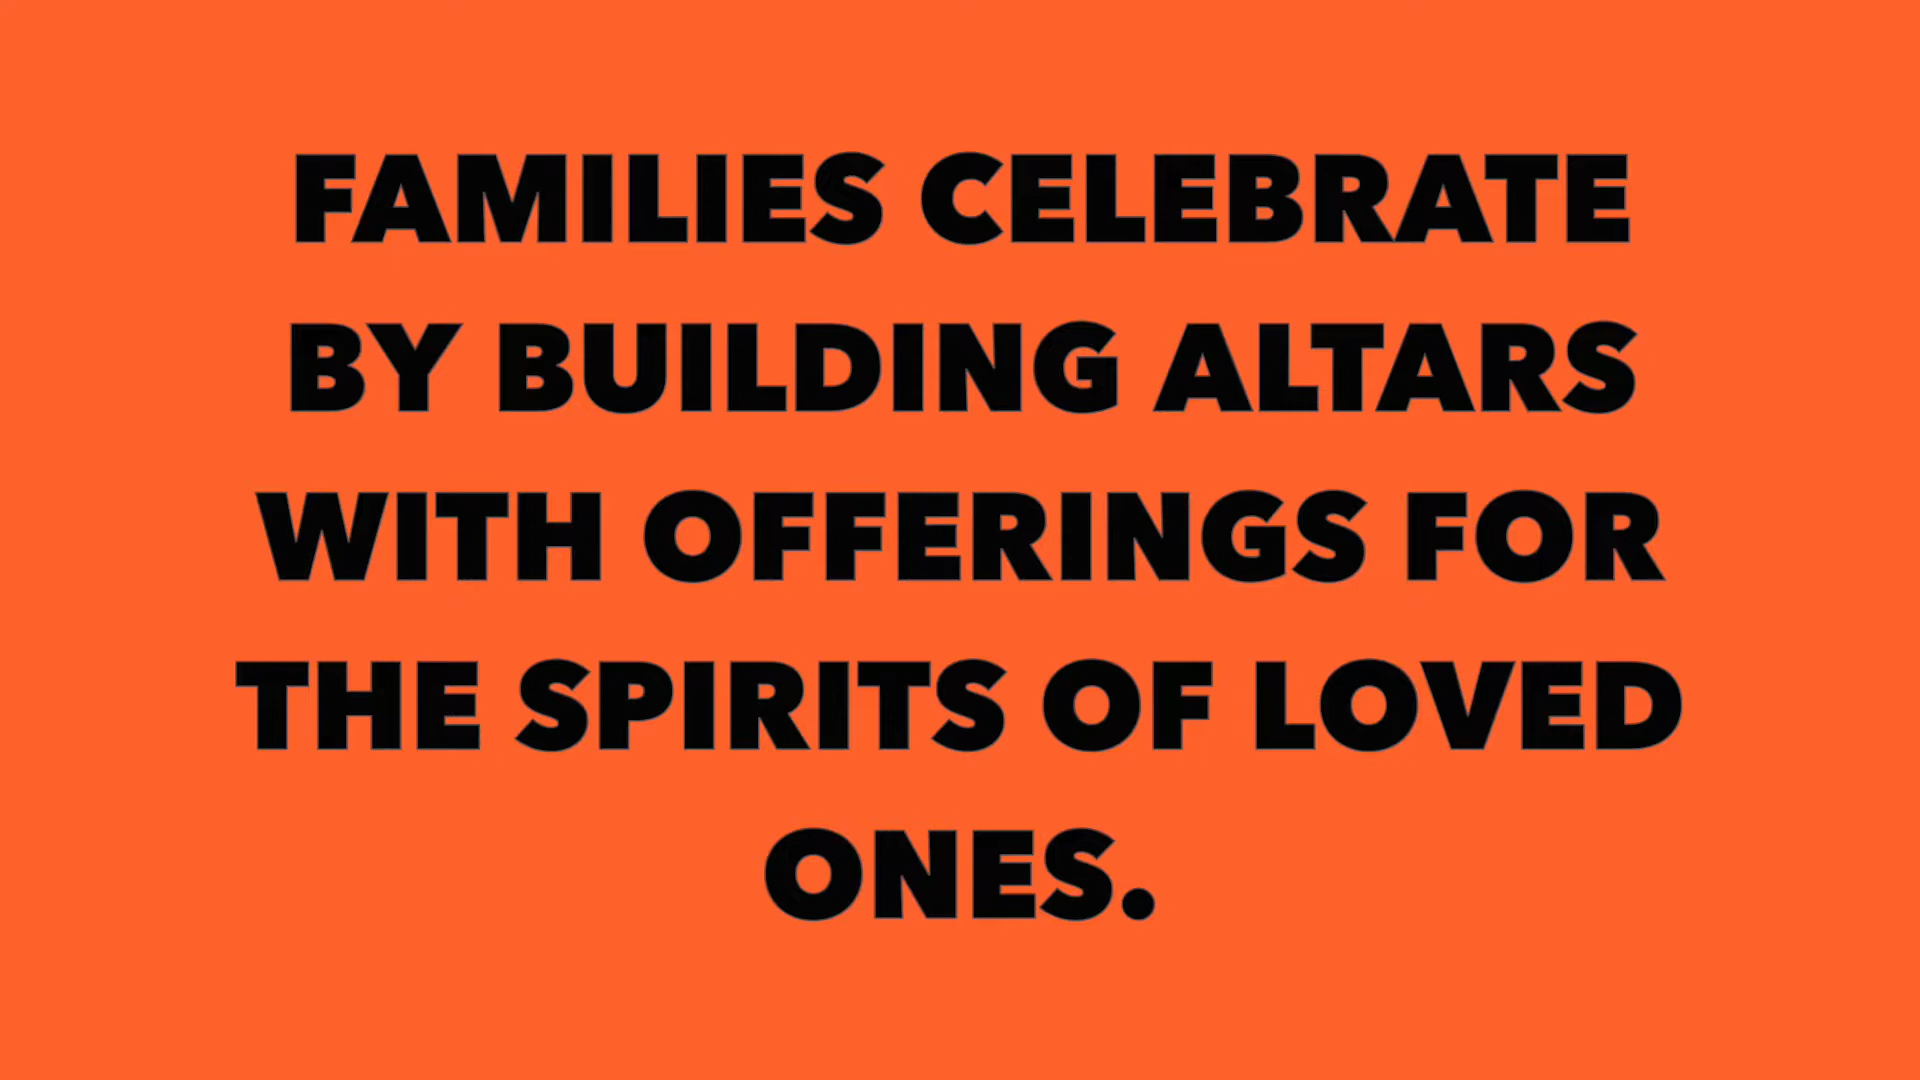 FAMILIES CELEBRATE
BY BUILDING ALTARS
WITH OFFERINGS FOR
THE SPIRITS OF LOVED
ONES.